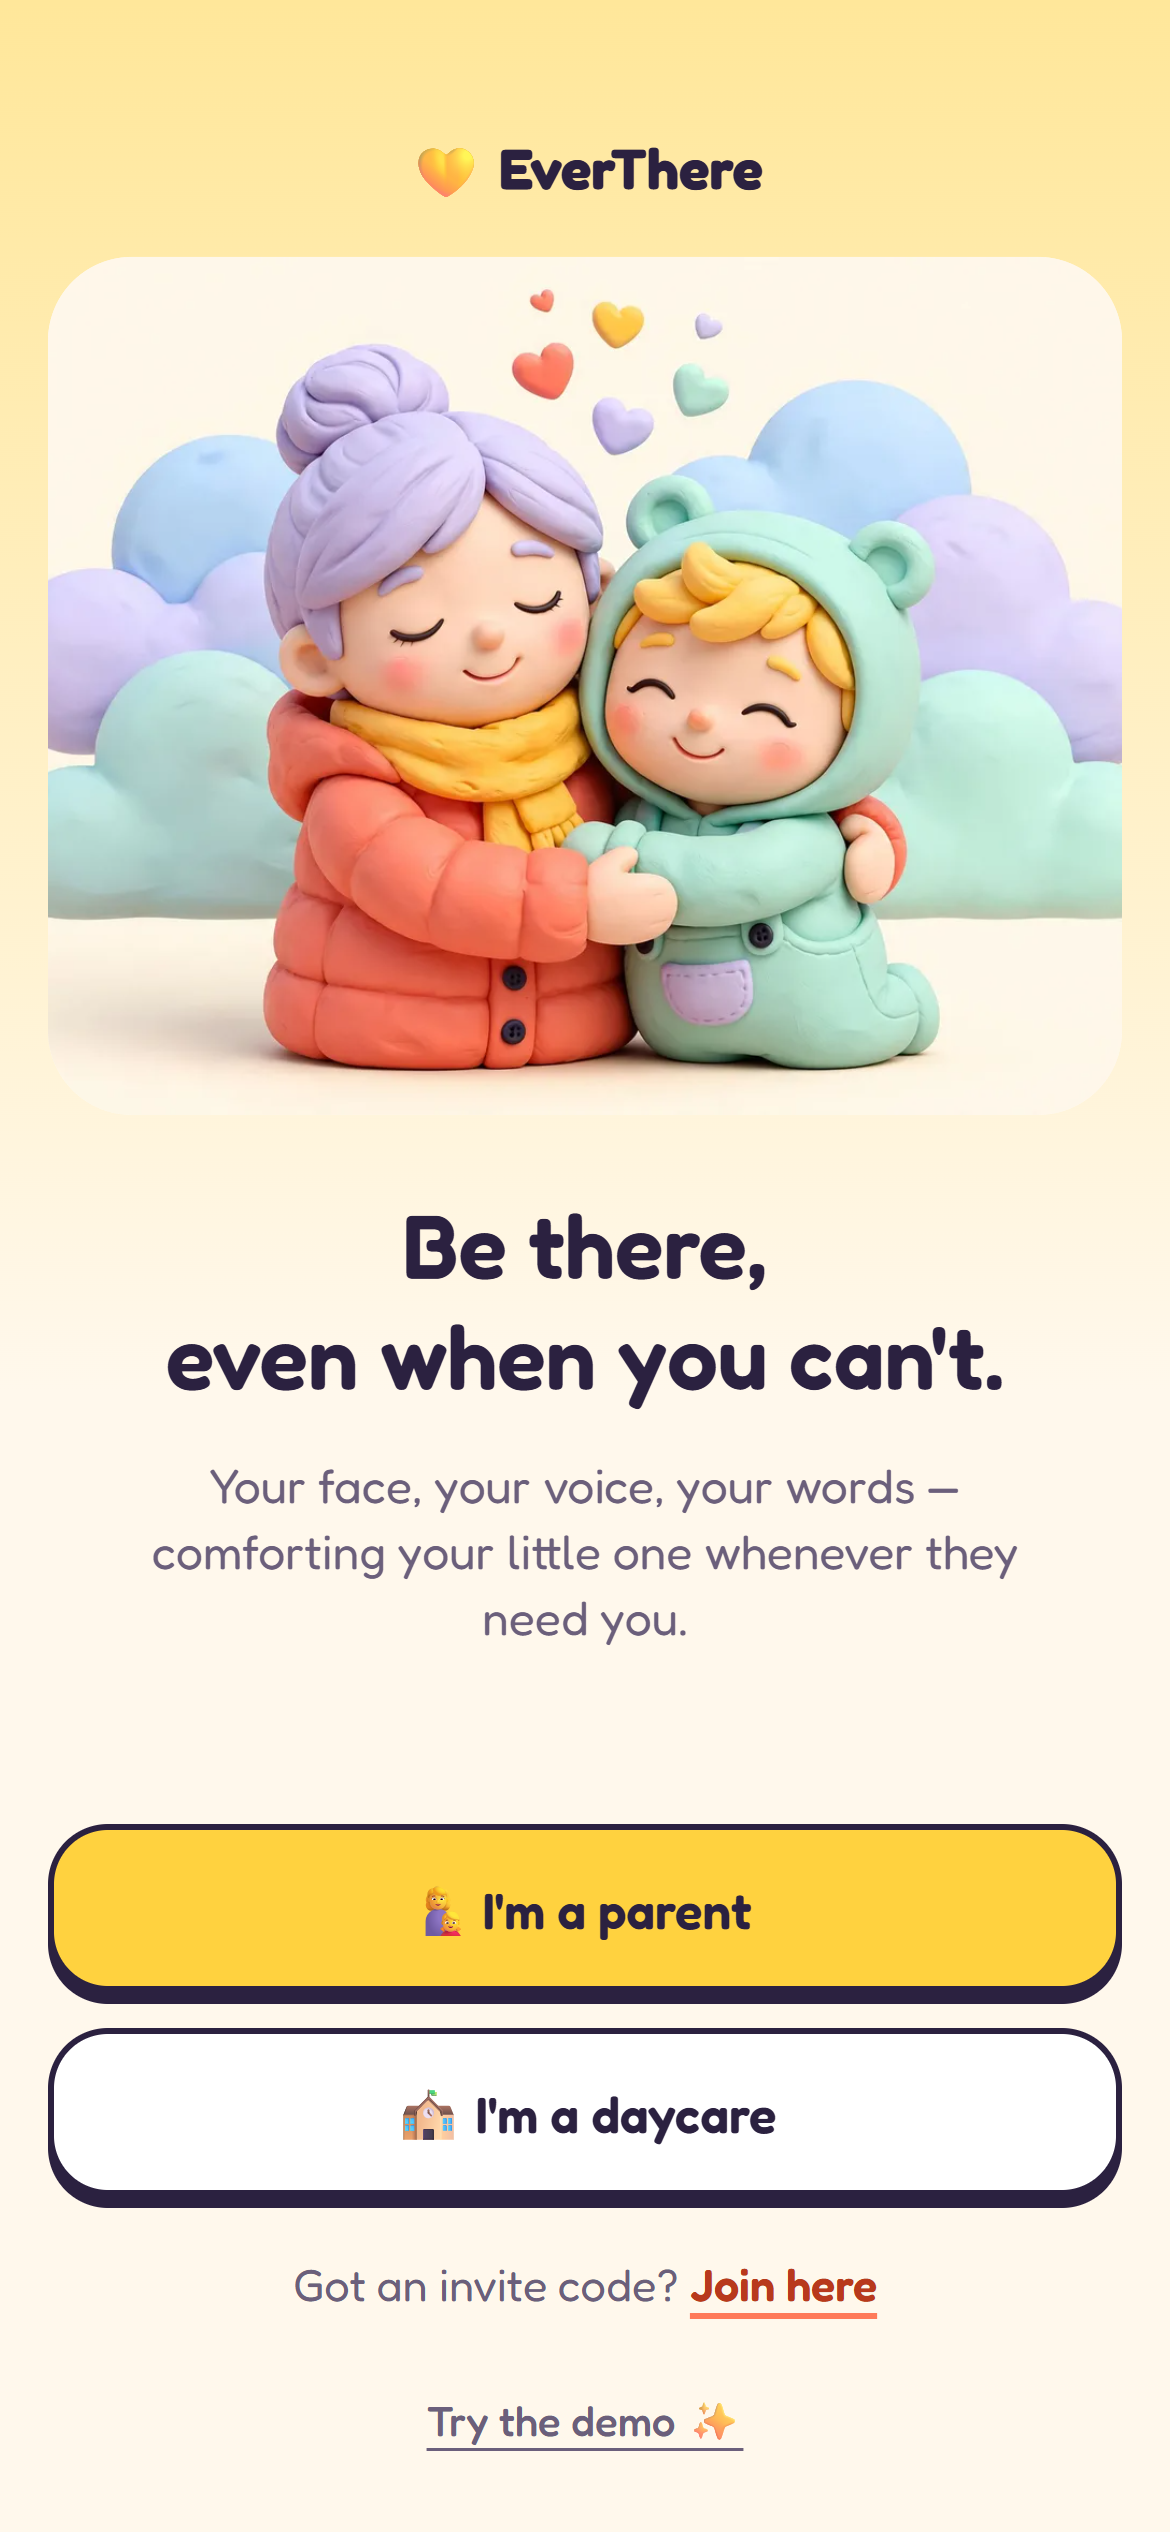 EverThere
Be there,
even when you can't.
Your face, your voice, your words —
comforting your little one whenever they
need you.
I'm a parent
I'm a daycare
Got an invite code? Join here
Try the demo ✨